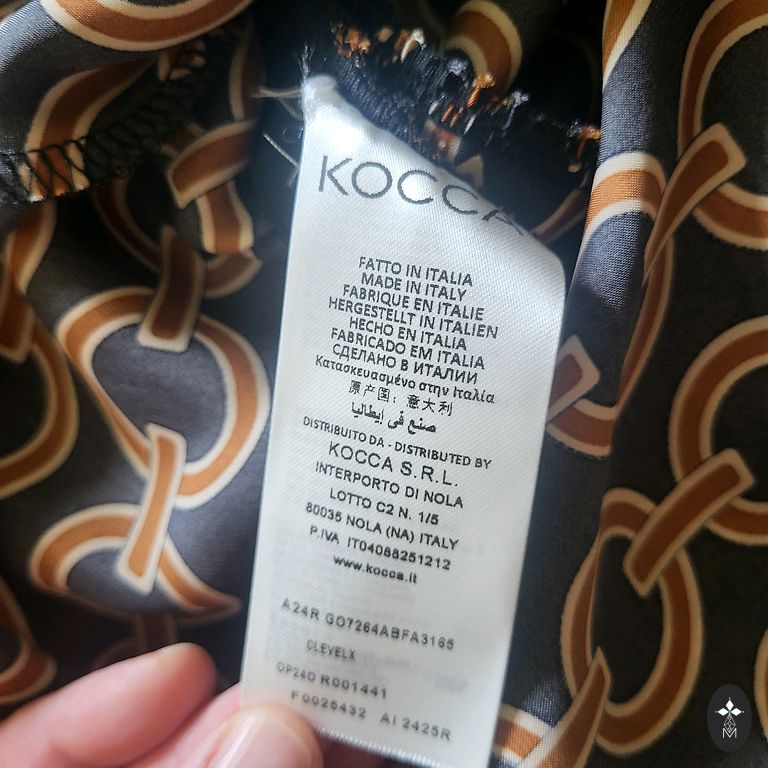 KOCCA
FATTO IN ITALIA
MADE IN ITALY
FABRIQUE EN ITALIE
HERGESTELLT IN ITALIEN
HECHO EN ITALIA
FABRICADO EM ITALIA
СДЕЛАНО В ИТАЛИИ
Κατασκευασμένο στην Ιταλία
原产国：意大利
صنع في إيطاليا
DISTRIBUITO DA - DISTRIBUTED BY
KOCCA S.R.L.
INTERPORTO DI NOLA
LOTTO C2 N. 1/5
80035 NOLA (NA) ITALY
P.IVA IT04088251212
www.kocca.it
A24R GO7264ABFA3165
CLEVELX
OP240 R001441
F0025432 AI 2425R
M